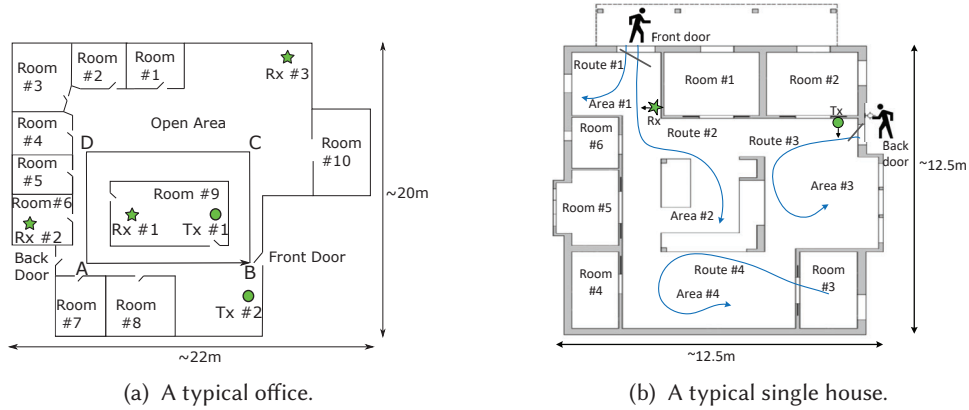 Room
#3
Room
#2
Room
#1
Rx #3
Room
#4
Open Area
D
C
Room
#5
Room
#10
Room #9
Room#6
Rx #1
Tx #1
Rx #2
Back
Door
A
B
Front Door
Room
#7
Room
#8
Tx #2
~20m
~22m
(a) A typical office.
Front door
Route #1
Room #1
Room #2
Area #1
Rx
Tx
Route #2
Route #3
Back
door
Room
#6
~12.5m
Area #3
Room #5
Area #2
Route #4
Room
#4
Area #4
Room
#3
~12.5m
(b) A typical single house.